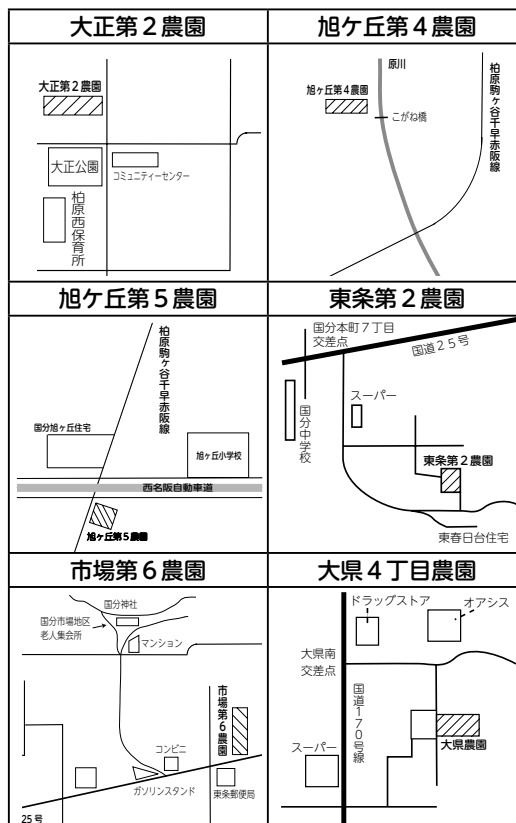 大正第2農園
大正第2農園
大正公園
コミュニティーセンター
柏原西保育所
旭ケ丘第4農園
原川
旭ヶ丘第4農園
こがね橋
柏原駒ヶ谷千早赤阪線
旭ケ丘第5農園
柏原駒ヶ谷千早赤阪線
国分旭ヶ丘住宅
旭ヶ丘小学校
西名阪自動車道
旭ヶ丘第5農園
東条第2農園
国分本町7丁目
交差点
国道25号
スーパー
国分中学校
東条第2農園
東春日台住宅
市場第6農園
国分神社
国分市場地区
老人集会所
マンション
市場第6農園
コンビニ
ガソリンスタンド
東条郵便局
25号
大県4丁目農園
ドラッグストア
オアシス
大県南
交差点
国道170号線
大県農園
スーパー